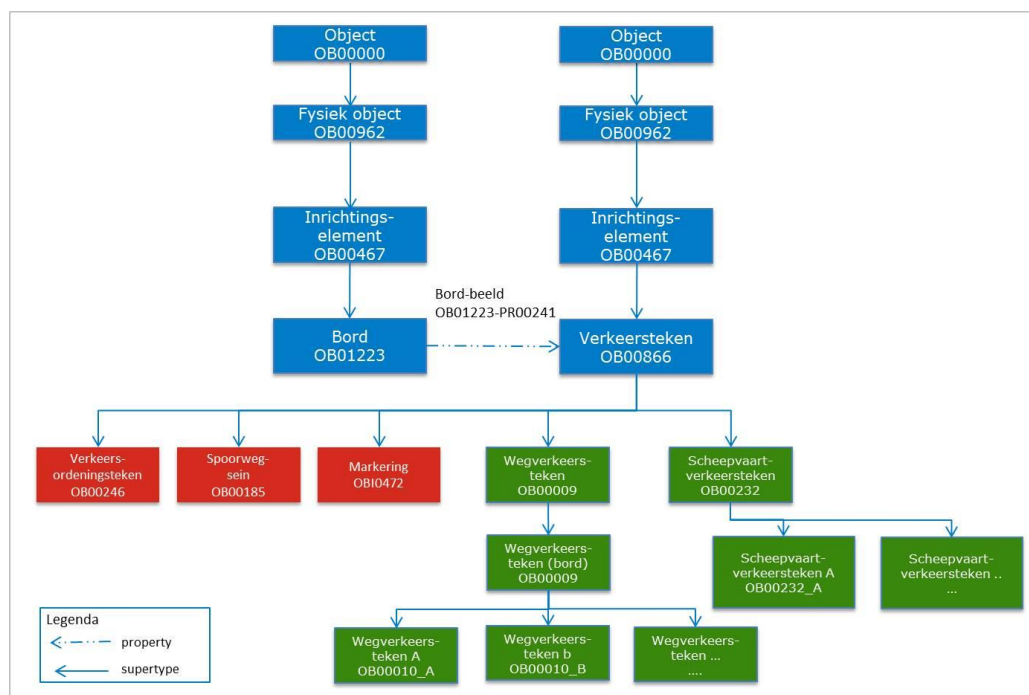 Object
OB00000
Object
OB00000
Fysiek object
OB00962
Fysiek object
OB00962
Inrichtings-
element
OB00467
Inrichtings-
element
OB00467
Bord-beeld
OB01223-PR00241
Bord
OB01223
Verkeersteken
OB00866
Verkeers-
ordeningsteken
OB00246
Spoorweg-
sein
OB00185
Markering
OBI0472
Wegverkeers-
teken
OB00009
Scheepvaart-
verkeersteken
OB00232
Wegverkeers-
teken (bord)
OB00009
Scheepvaart-
verkeersteken A
OB00232_A
Scheepvaart-
verkeersteken ..
...
Wegverkeers-
teken A
OB00010_A
Wegverkeers-
teken b
OB00010_B
Wegverkeers-
teken ...
....
Legenda
property
supertype